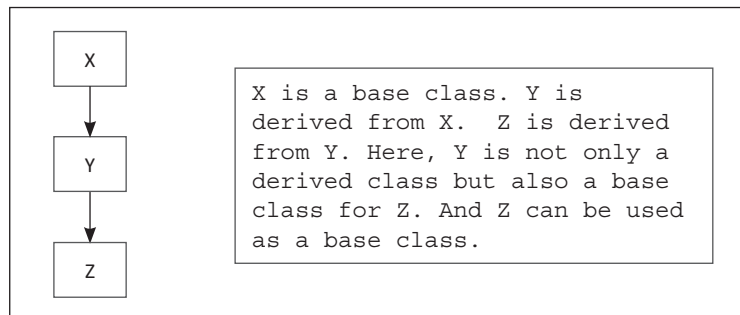 X
Y
Z
X is a base class. Y is
derived from X. Z is derived
from Y. Here, Y is not only a
derived class but also a base
class for Z. And Z can be used
as a base class.